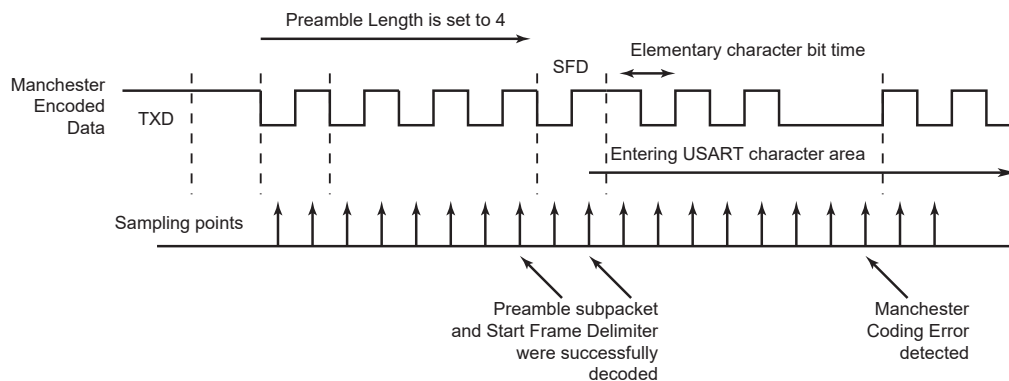 Preamble Length is set to 4
Elementary character bit time
SFD
Manchester
Encoded
Data
TXD
Entering USART character area
Sampling points
Preamble subpacket
and Start Frame Delimiter
were successfully
decoded
Manchester
Coding Error
detected